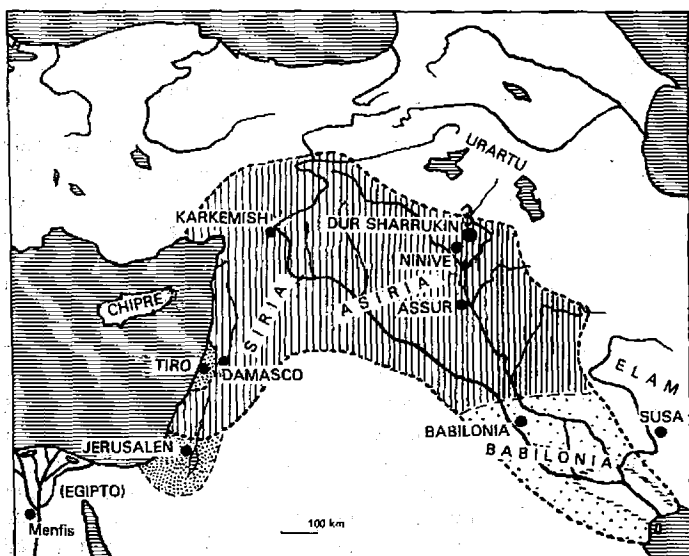 URARTU
KARKEMISH
DUR SHARRUKIN
NINIVE
ASIRIA
ASSUR
CHIPRE
SIRIA
TIRO
DAMASCO
ELAM
SUSA
BABILONIA
BABILONIA
JERUSALEN
(EGIPTO)
Menfis
100 km